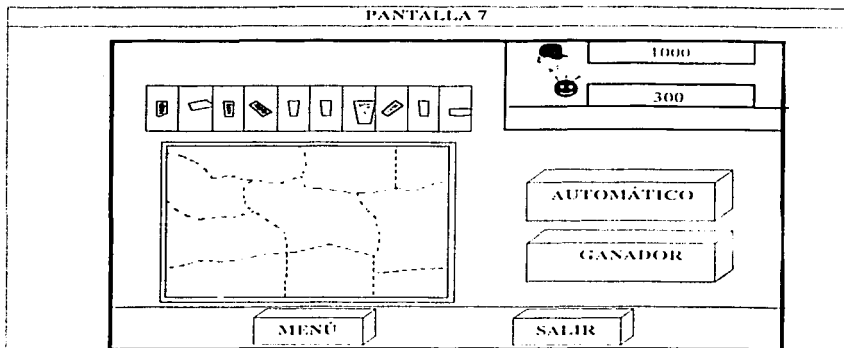 PANTALLA 7
1000
300
AUTOMÁTICO
GANADOR
MENÚ
SALIR